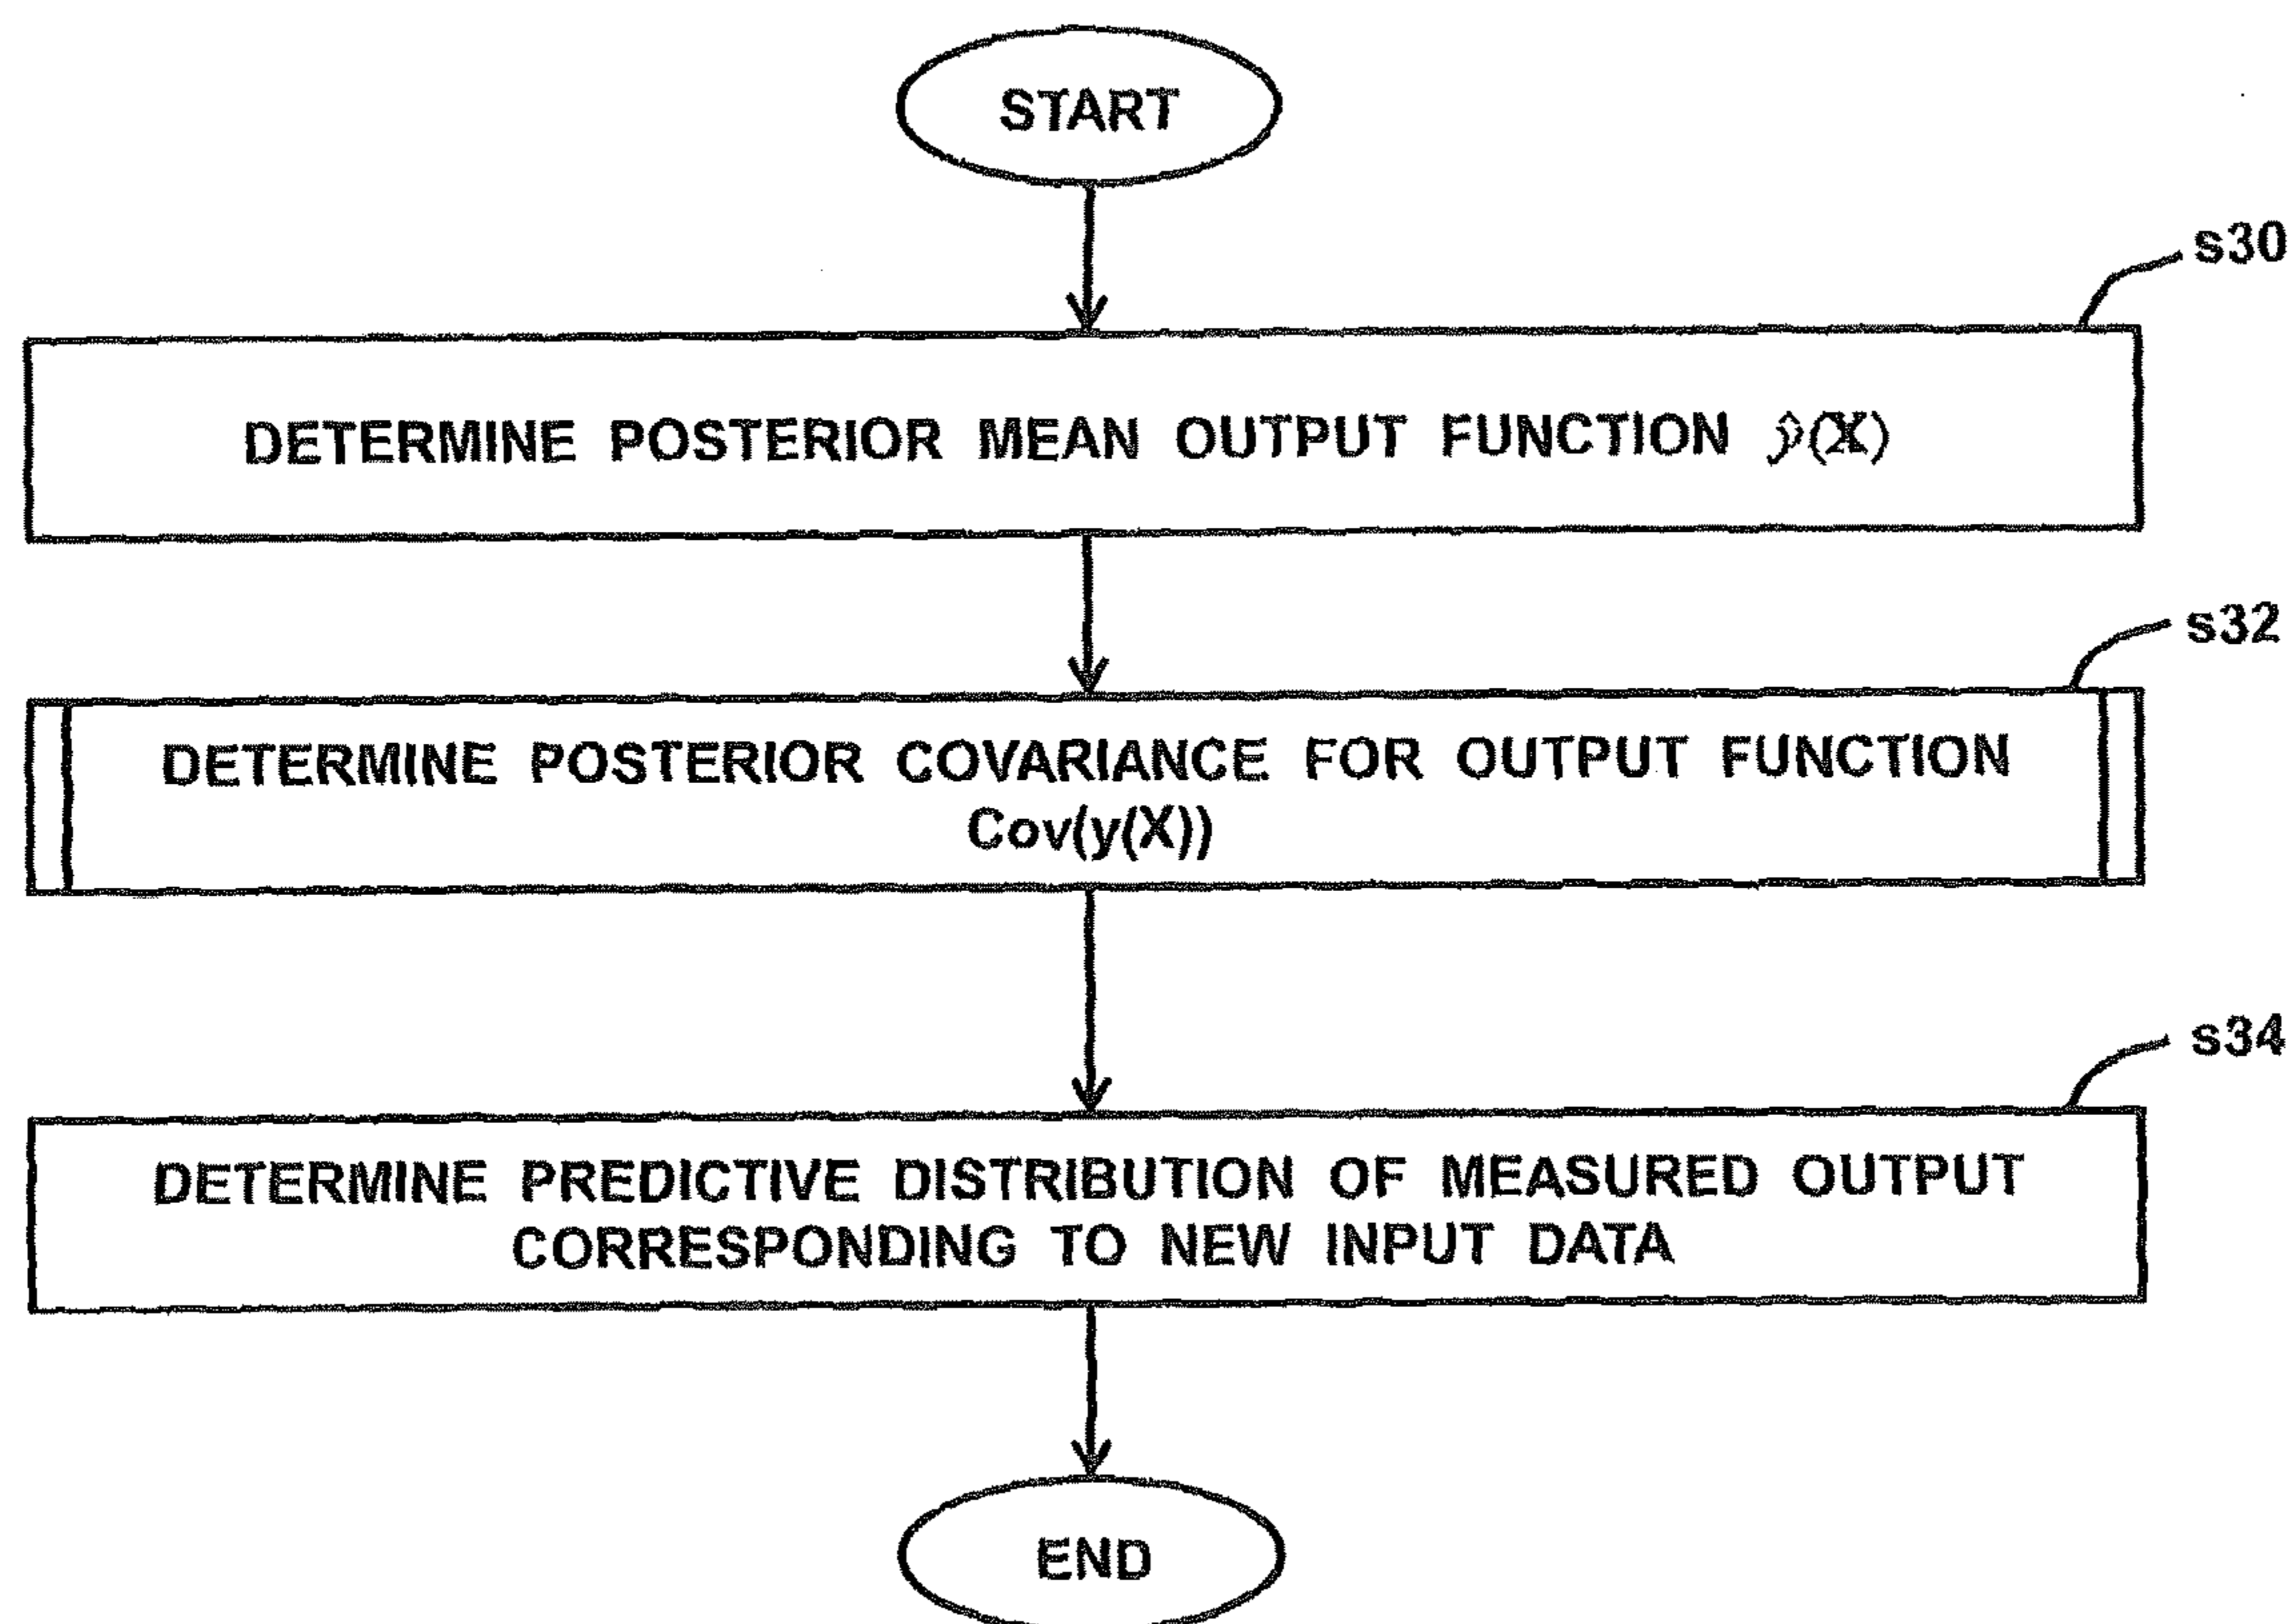 START
s30
DETERMINE POSTERIOR MEAN OUTPUT FUNCTION ŷ(X)
s32
DETERMINE POSTERIOR COVARIANCE FOR OUTPUT FUNCTION
Cov(y(X))
s34
DETERMINE PREDICTIVE DISTRIBUTION OF MEASURED OUTPUT
CORRESPONDING TO NEW INPUT DATA
END